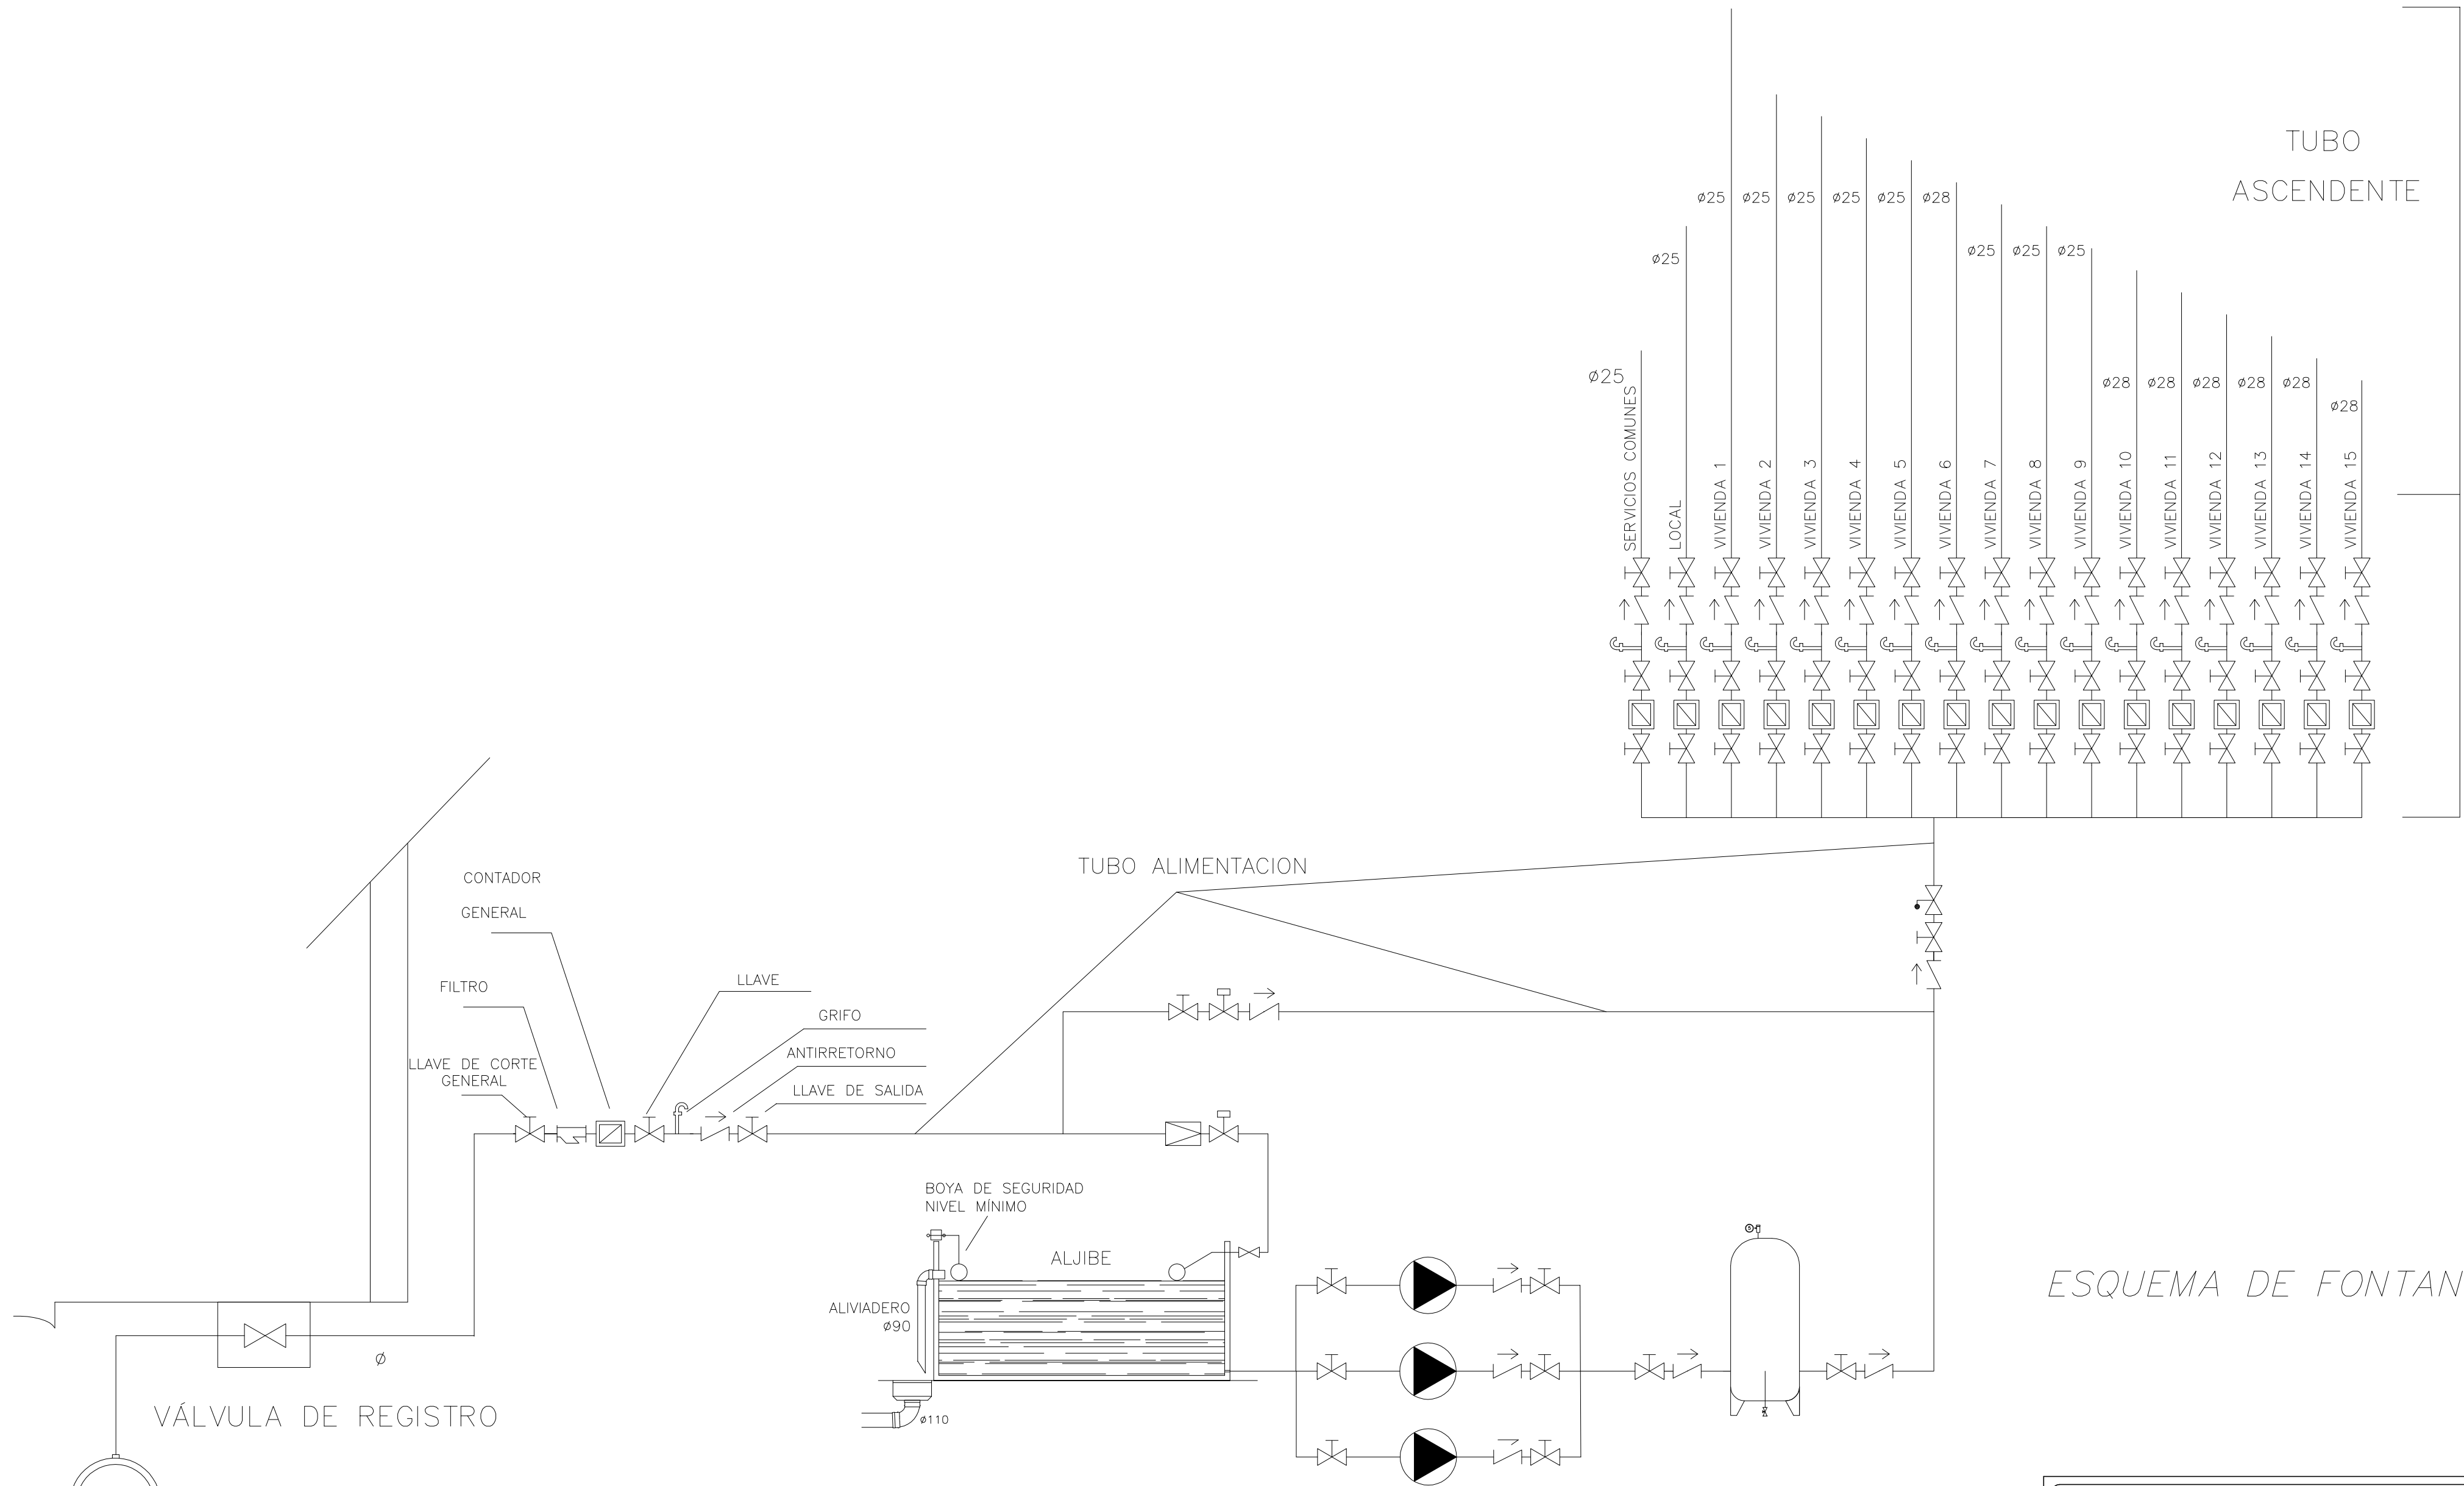 TUBO
ASCENDENTE
ø25
ø25
ø25
ø25
ø25
ø28
ø25
ø25
ø25
ø25
ø25
ø28
ø28
ø28
ø28
ø28
ø28
SERVICIOS COMUNES
LOCAL
VIVIENDA 1
VIVIENDA 2
VIVIENDA 3
VIVIENDA 4
VIVIENDA 5
VIVIENDA 6
VIVIENDA 7
VIVIENDA 8
VIVIENDA 9
VIVIENDA 10
VIVIENDA 11
VIVIENDA 12
VIVIENDA 13
VIVIENDA 14
VIVIENDA 15
TUBO ALIMENTACION
CONTADOR
GENERAL
FILTRO
LLAVE
GRIFO
ANTIRRETORNO
LLAVE DE CORTE
GENERAL
LLAVE DE SALIDA
BOYA DE SEGURIDAD
NIVEL MÍNIMO
ALJIBE
ALIVIADERO
ø90
ø
ø110
VÁLVULA DE REGISTRO
ESQUEMA DE FONTAN